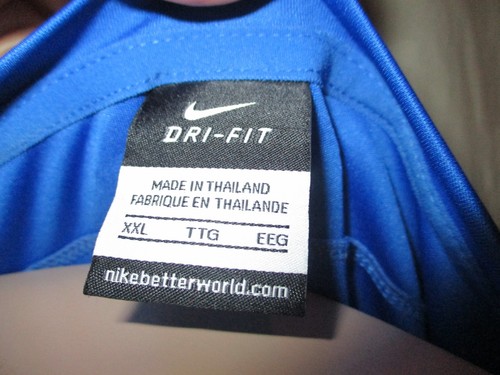 DRI-FIT
MADE IN THAILAND
FABRIQUE EN THAILANDE
XXL TTG EEG
nikebetterworld.com